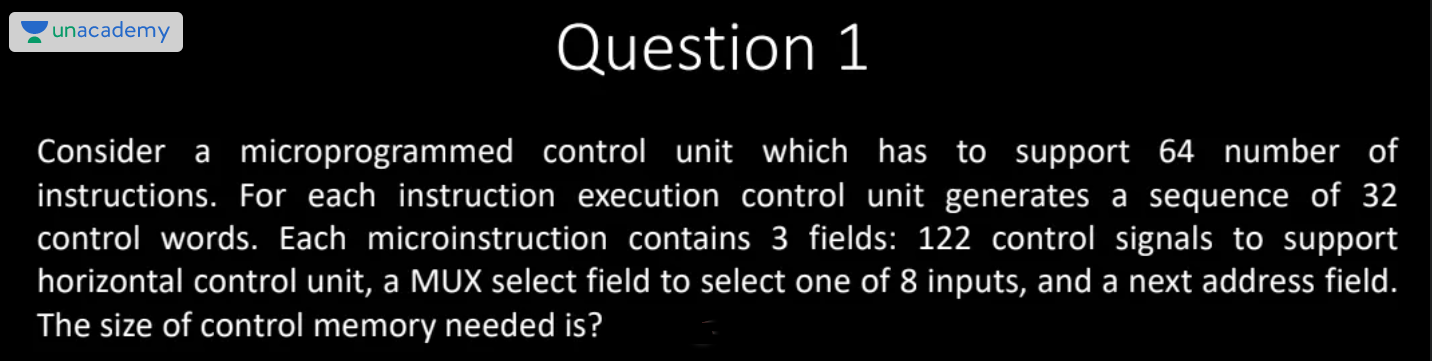 unacademy
Question 1
Consider a microprogrammed control unit which has to support 64 number of
instructions. For each instruction execution control unit generates a sequence of 32
control words. Each microinstruction contains 3 fields: 122 control signals to support
horizontal control unit, a MUX select field to select one of 8 inputs, and a next address field.
The size of control memory needed is?